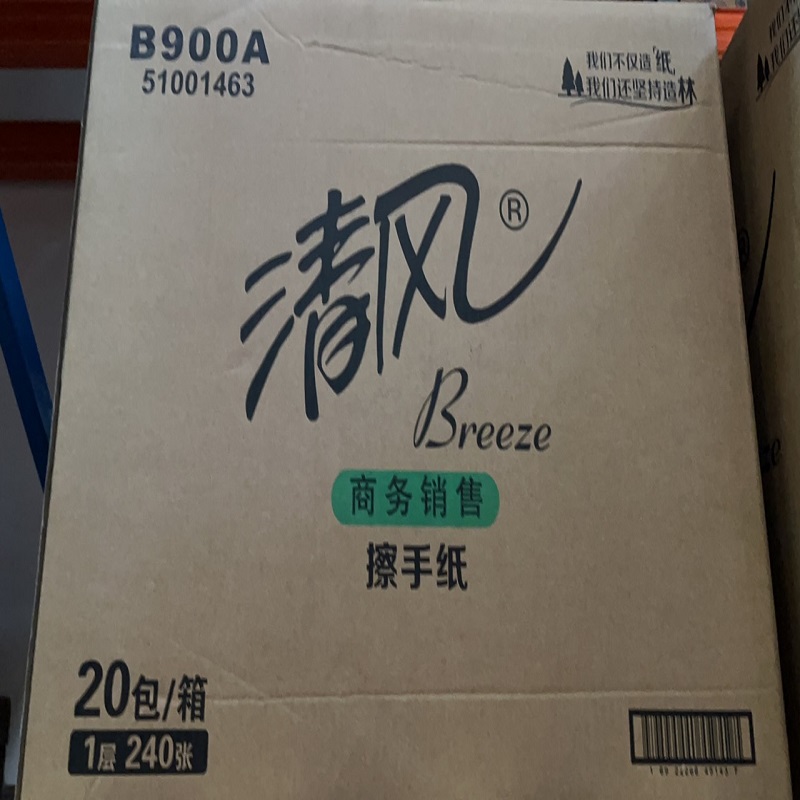 B900A
51001463
我们不仅造纸
我们还坚持造林
清风®
Breeze
商务销售
擦手纸
20包/箱
1层 240张